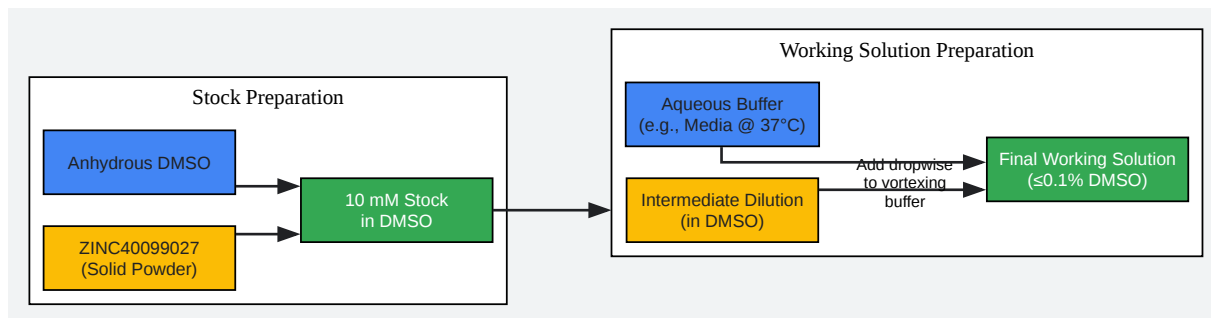 Stock Preparation
Anhydrous DMSO
ZINC40099027
(Solid Powder)
10 mM Stock
in DMSO
Working Solution Preparation
Aqueous Buffer
(e.g., Media @ 37°C)
Intermediate Dilution
(in DMSO)
Add dropwise
to vortexing
buffer
Final Working Solution
(≤0.1% DMSO)